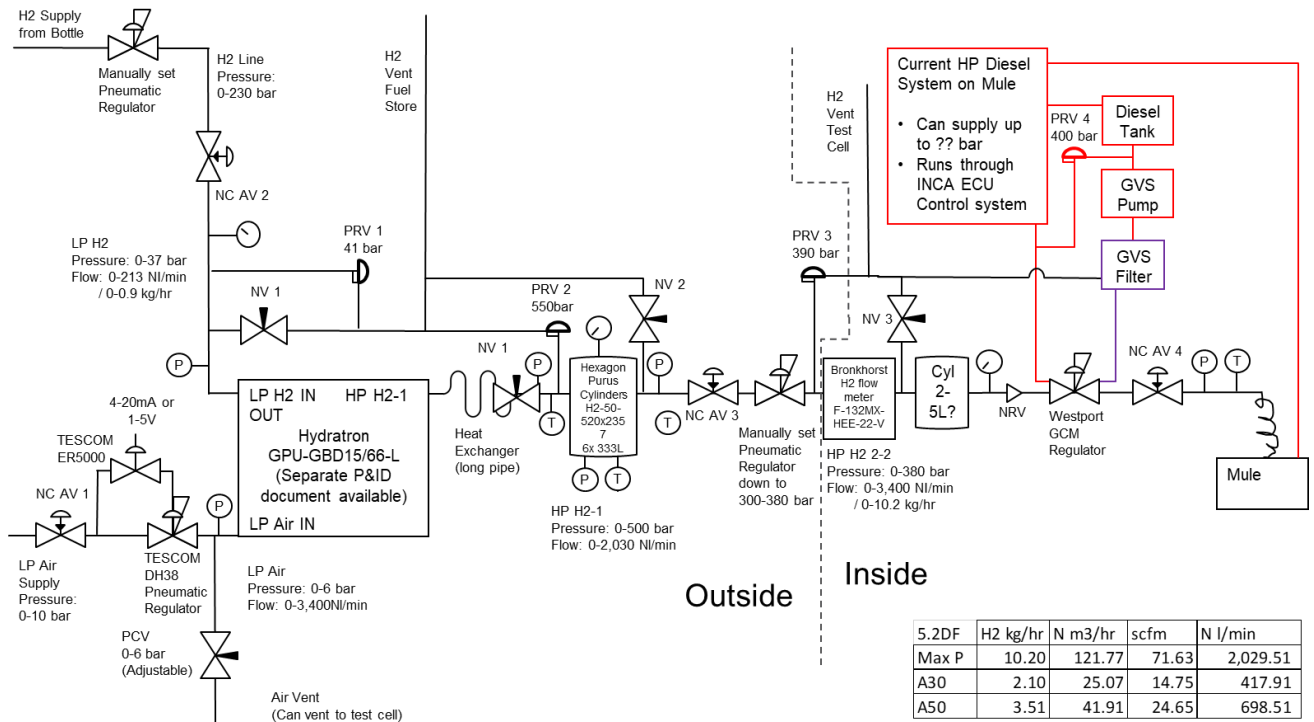 H2 Supply
from Bottle
Manually set
Pneumatic
Regulator
H2 Line
Pressure:
0-230 bar
NC AV 2
H2
Vent
Fuel
Store
LP H2
Pressure: 0-37 bar
Flow: 0-213 Nl/min
/ 0-0.9 kg/hr
PRV 1
41 bar
NV 1
P
PRV 2
550bar
NV 2
NV 1
P
T
Hexagon
Purus
Cylinders
H2-50-
520x235
7
6x 333L
P
T
P
T
HP H2-1
Pressure: 0-500 bar
Flow: 0-2,030 Nl/min
LP H2 IN
HP H2-1
OUT
Hydratron
GPU-GBD15/66-L
(Separate P&ID
document available)
LP Air IN
Heat
Exchanger
(long pipe)
4-20mA or
1-5V
TESCOM
ER5000
NC AV 1
P
LP Air
Supply
Pressure:
0-10 bar
TESCOM
DH38
Pneumatic
Regulator
LP Air
Pressure: 0-6 bar
Flow: 0-3,400Nl/min
PCV
0-6 bar
(Adjustable)
Air Vent
(Can vent to test cell)
NC AV 3
Manually set
Pneumatic
Regulator
down to
300-380 bar
PRV 3
390 bar
H2
Vent
Test
Cell
NV 3
Bronkhorst
H2 flow
meter
F-132MX-
HEE-22-V
HP H2 2-2
Pressure: 0-380 bar
Flow: 0-3,400 Nl/min
/ 0-10.2 kg/hr
Cyl
2-
5L?
NRV
Westport
GCM
Regulator
NC AV 4
P
T
Mule
Current HP Diesel
System on Mule
• Can supply up
to ?? bar
• Runs through
INCA ECU
Control system
PRV 4
400 bar
Diesel
Tank
GVS
Pump
GVS
Filter
Outside
Inside
5.2DF H2 kg/hr N m3/hr scfm N l/min
Max P 10.20 121.77 71.63 2,029.51
A30 2.10 25.07 14.75 417.91
A50 3.51 41.91 24.65 698.51